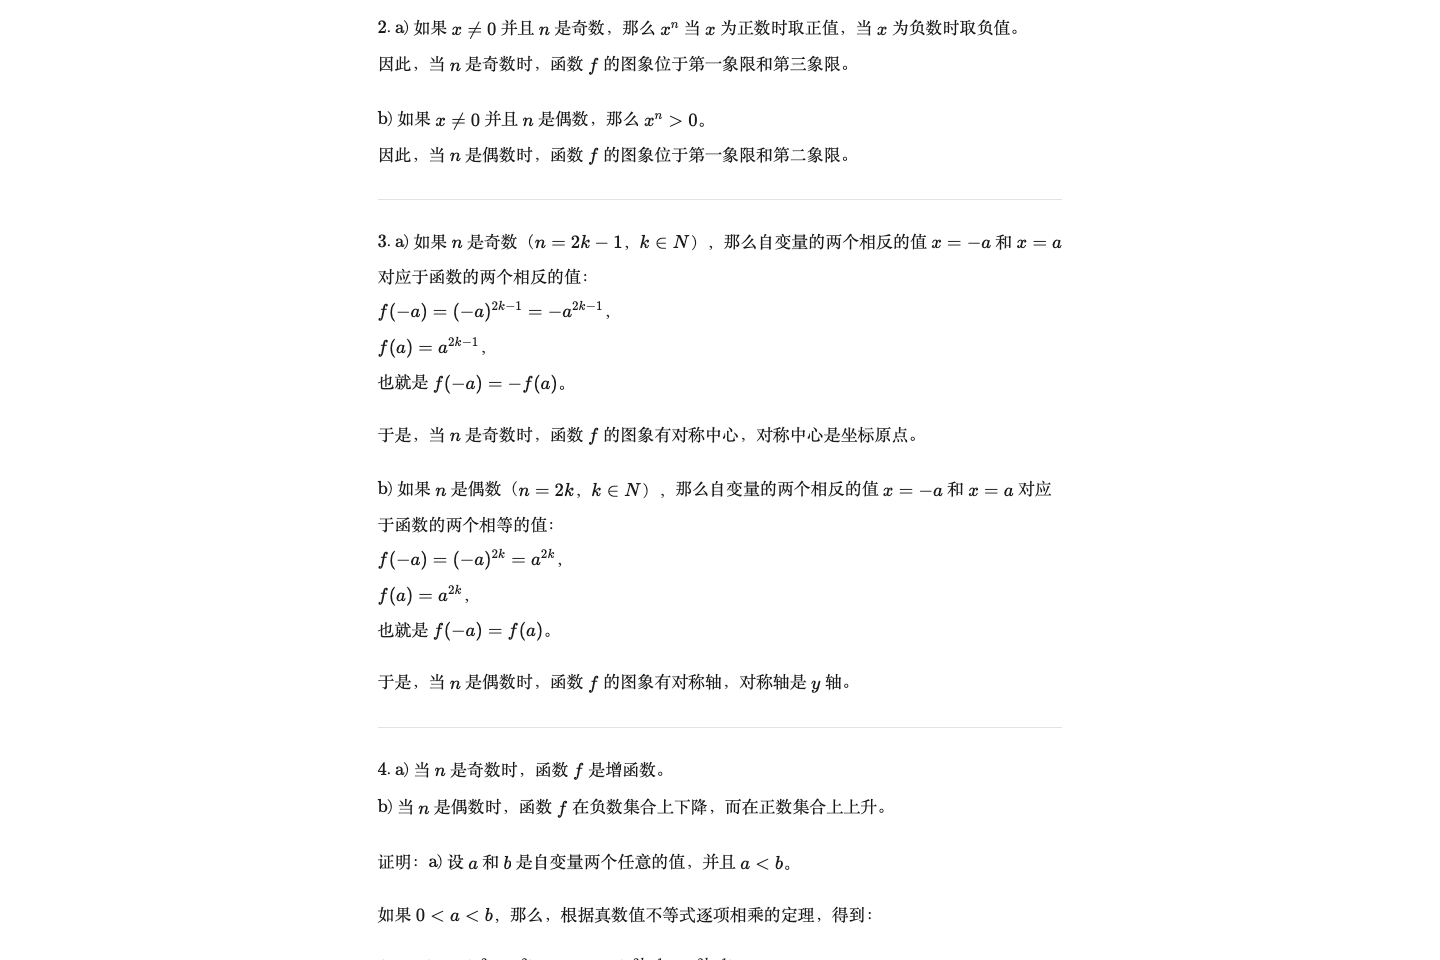 2. a) 如果 x ≠ 0 并且 n 是奇数，那么 xⁿ 当 x 为正数时取正值，当 x 为负数时取负值。
因此，当 n 是奇数时，函数 f 的图象位于第一象限和第三象限。
b) 如果 x ≠ 0 并且 n 是偶数，那么 xⁿ > 0。
因此，当 n 是偶数时，函数 f 的图象位于第一象限和第二象限。
3. a) 如果 n 是奇数（n = 2k − 1，k ∈ N），那么自变量的两个相反的值 x = −a 和 x = a
对应于函数的两个相反的值：
f(−a) = (−a)²ᵏ⁻¹ = −a²ᵏ⁻¹，
f(a) = a²ᵏ⁻¹，
也就是 f(−a) = −f(a)。
于是，当 n 是奇数时，函数 f 的图象有对称中心，对称中心是坐标原点。
b) 如果 n 是偶数（n = 2k，k ∈ N），那么自变量的两个相反的值 x = −a 和 x = a 对应
于函数的两个相等的值：
f(−a) = (−a)²ᵏ = a²ᵏ，
f(a) = a²ᵏ，
也就是 f(−a) = f(a)。
于是，当 n 是偶数时，函数 f 的图象有对称轴，对称轴是 y 轴。
4. a) 当 n 是奇数时，函数 f 是增函数。
b) 当 n 是偶数时，函数 f 在负数集合上下降，而在正数集合上上升。
证明：a) 设 a 和 b 是自变量两个任意的值，并且 a < b。
如果 0 < a < b，那么，根据真数值不等式逐项相乘的定理，得到：